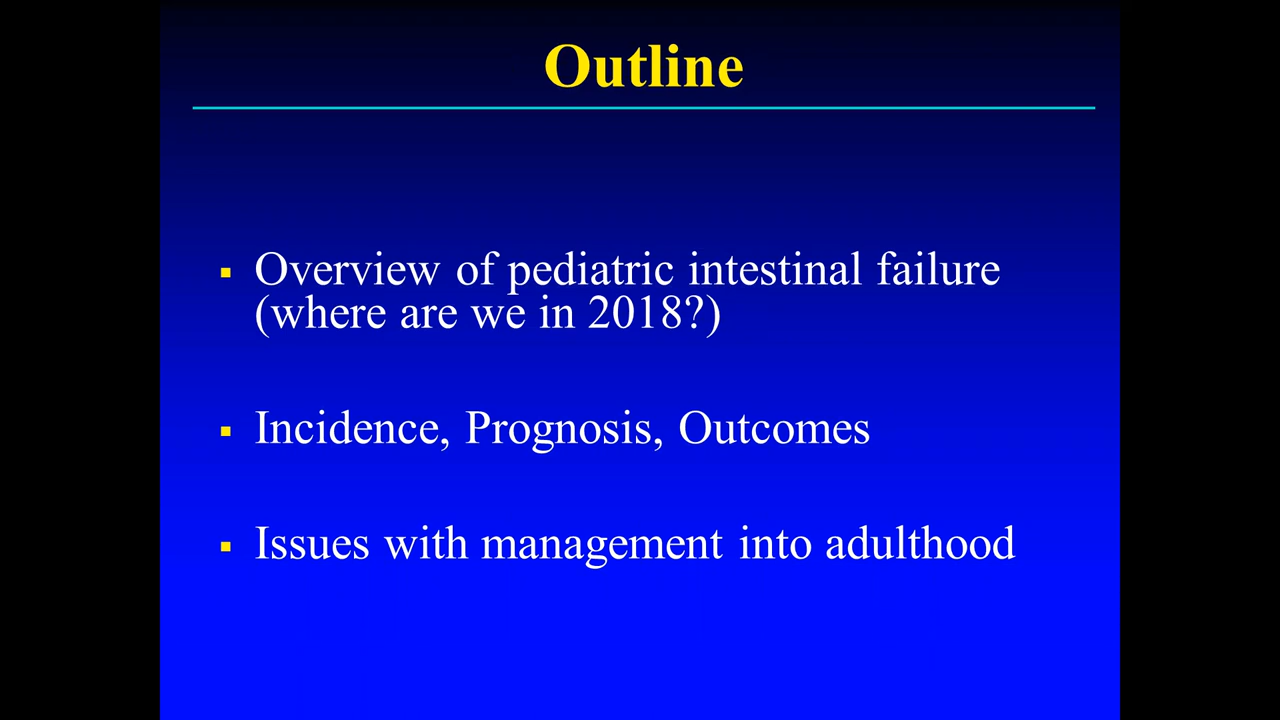 Outline
▪ Overview of pediatric intestinal failure
(where are we in 2018?)
▪ Incidence, Prognosis, Outcomes
▪ Issues with management into adulthood